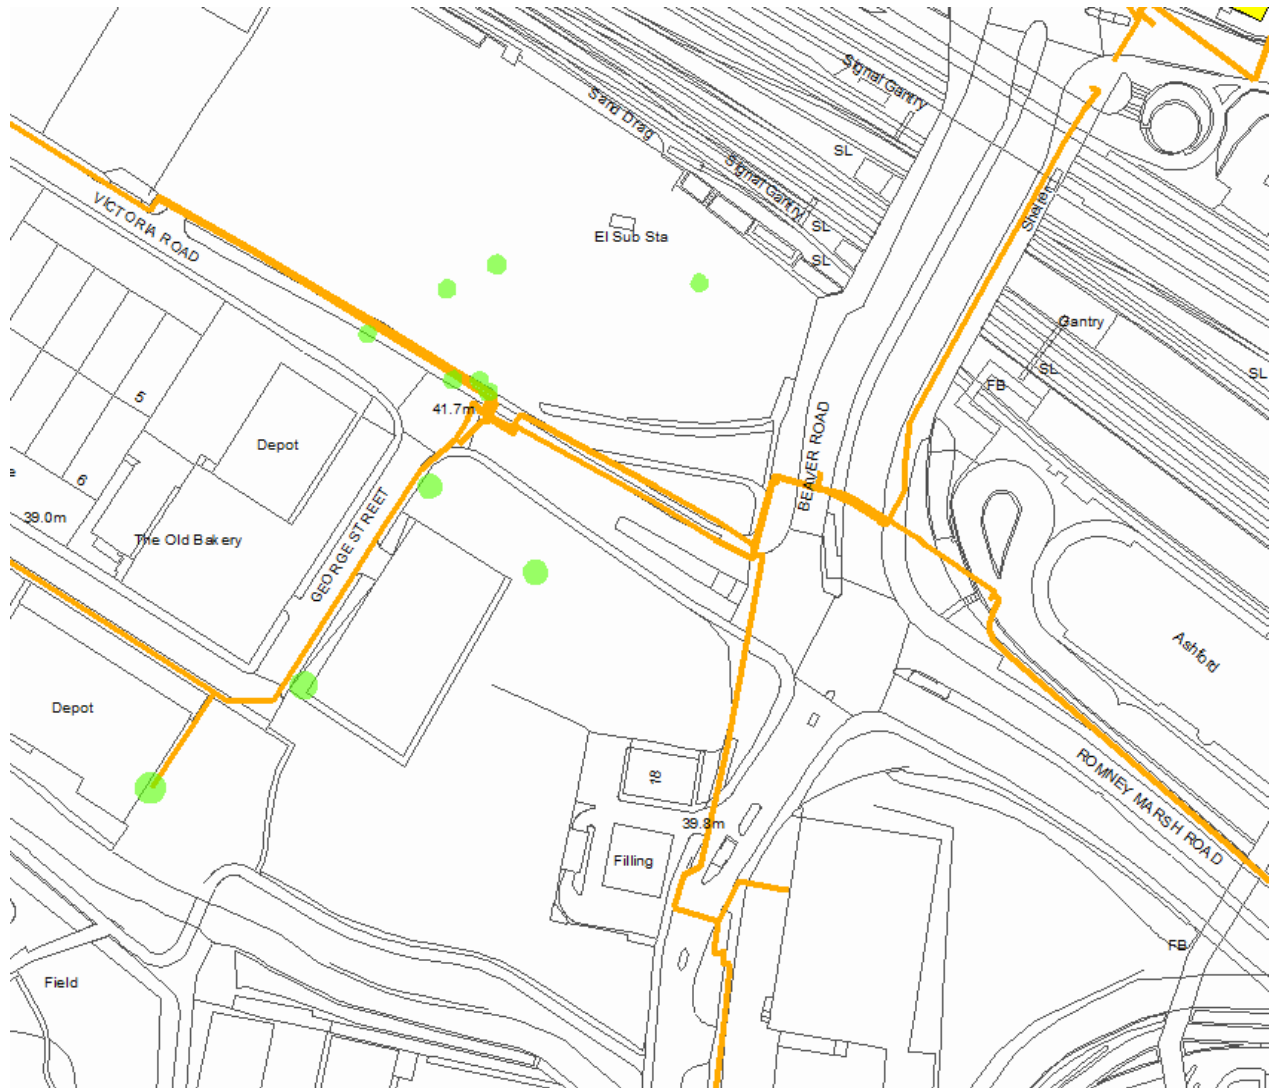 Signal Gantry
Sand Drag
SL
Signal Gantry
Shelter
VICTORIA ROAD
SL
El Sub Sta
SL
Gantry
SL
SL
FB
5
41.7m
BEAVER ROAD
Depot
e
6
GEORGE STREET
39.0m
The Old Bakery
Ashford
Depot
ROMNEY MARSH ROAD
18
39.8m
Filling
FB
Field